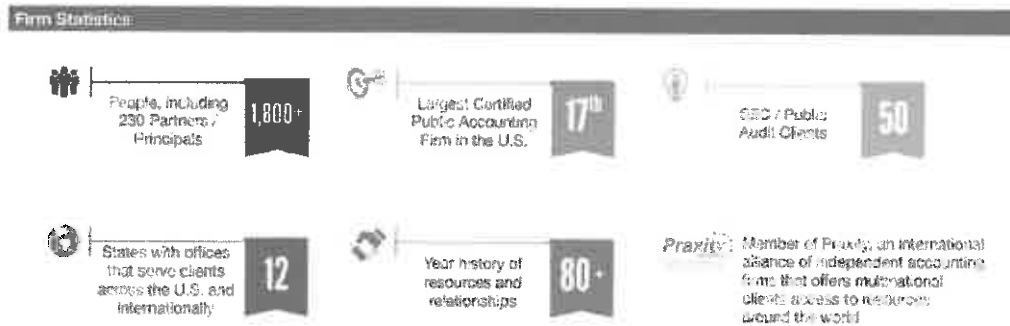 Firm Statistics
People, including
230 Partners /
Principals
1,800+
Largest Certified
Public Accounting
Firm in the U.S.
17th
SEC / Public
Audit Clients
50
States with offices
that serve clients
across the U.S. and
internationally
12
Year history of
resources and
relationships
80+
Praxity
Member of Praxity, an international
alliance of independent accounting
firms that offers multinational
clients access to resources
around the world